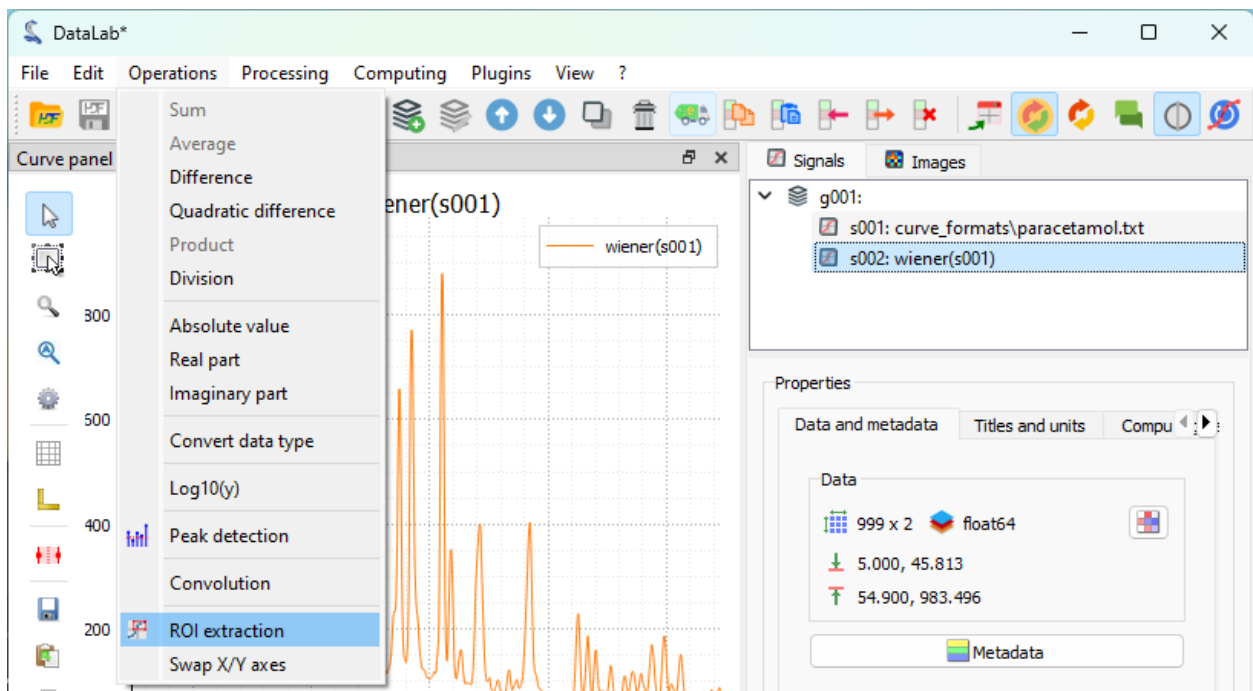 DataLab*
File Edit Operations Processing Computing Plugins View ?
Curve panel
Sum
Average
Difference
Quadratic difference
Product
Division
Absolute value
Real part
Imaginary part
Convert data type
Log10(y)
Peak detection
Convolution
ROI extraction
Swap X/Y axes
ener(s001)
wiener(s001)
800
600
400
200
Signals Images
g001:
s001: curve_formats\paracetamol.txt
s002: wiener(s001)
Properties
Data and metadata Titles and units Compu
Data
999 x 2 float64
5.000, 45.813
54.900, 983.496
Metadata